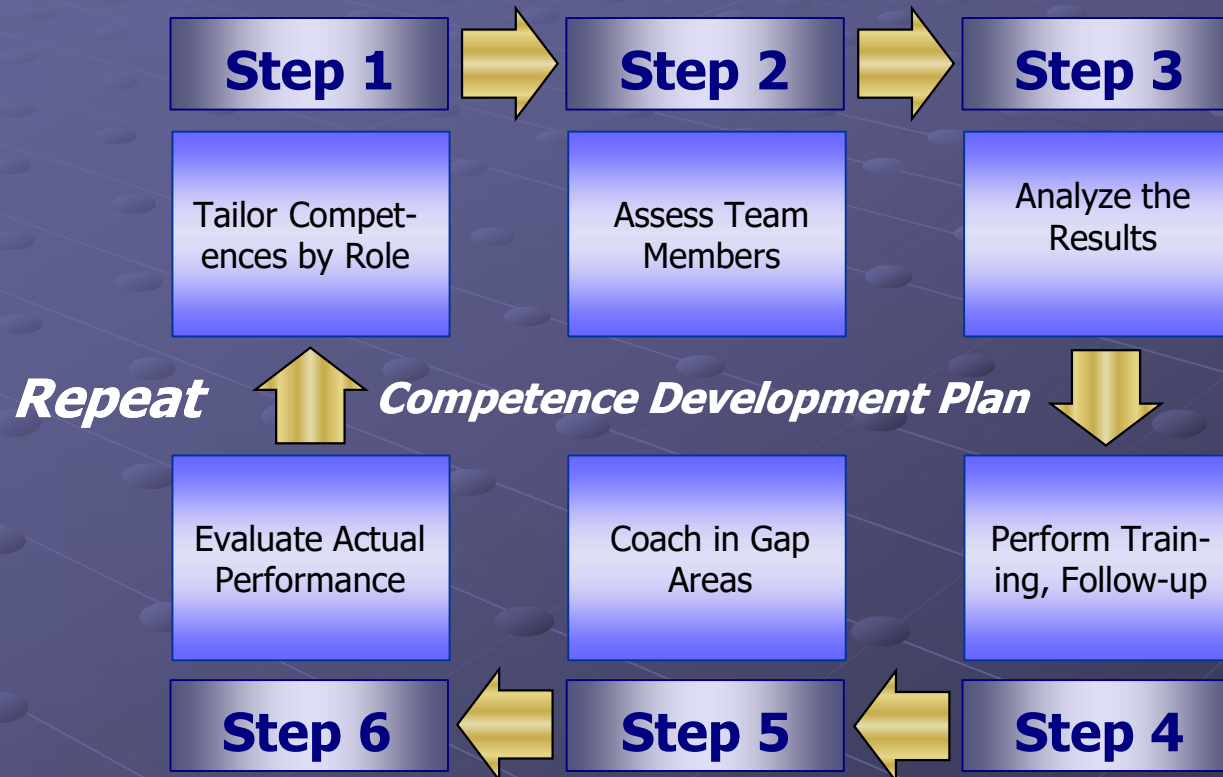 Step 1
Step 2
Step 3
Tailor Compet-
ences by Role
Assess Team
Members
Analyze the
Results
Repeat
Competence Development Plan
Evaluate Actual
Performance
Coach in Gap
Areas
Perform Train-
ing, Follow-up
Step 6
Step 5
Step 4